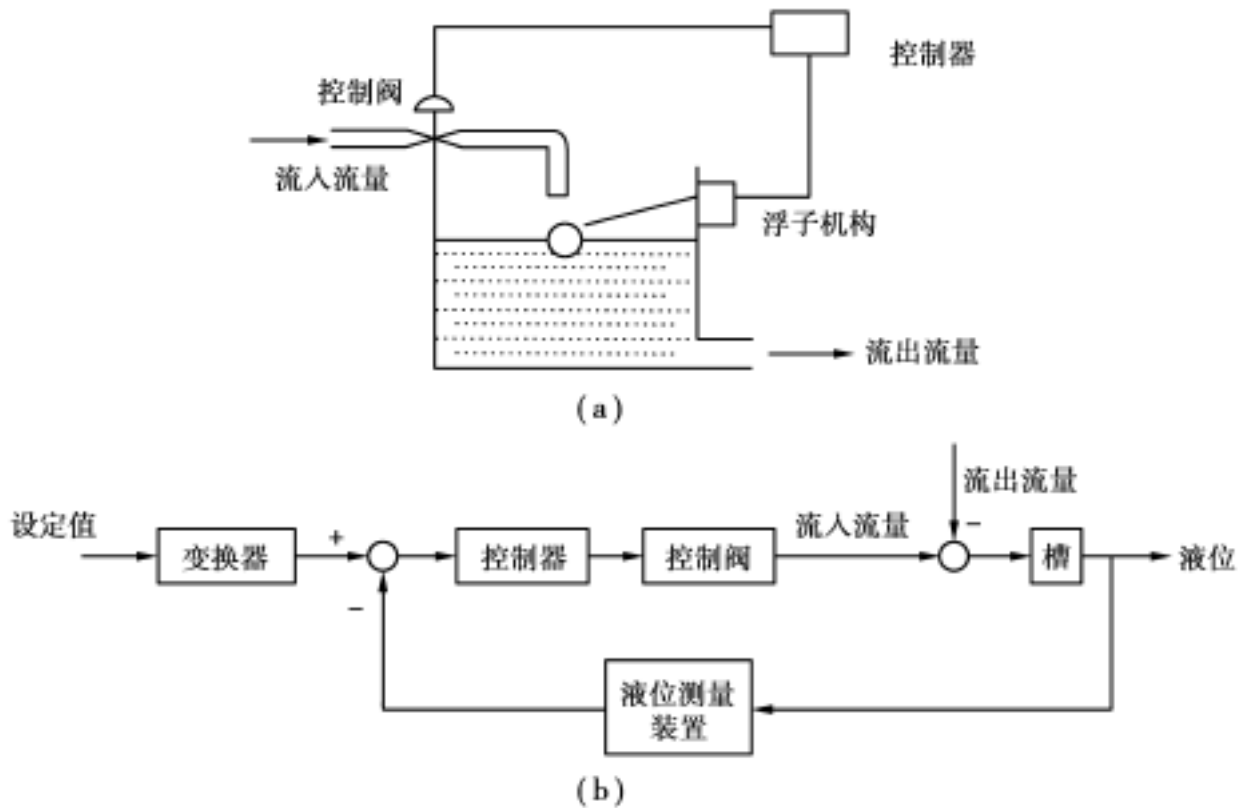 控制器
控制阀
流入流量
浮子机构
流出流量
(a)
流出流量
设定值
+
变换器
控制器
控制阀
流入流量
−
槽
液位
−
液位测量
装置
(b)